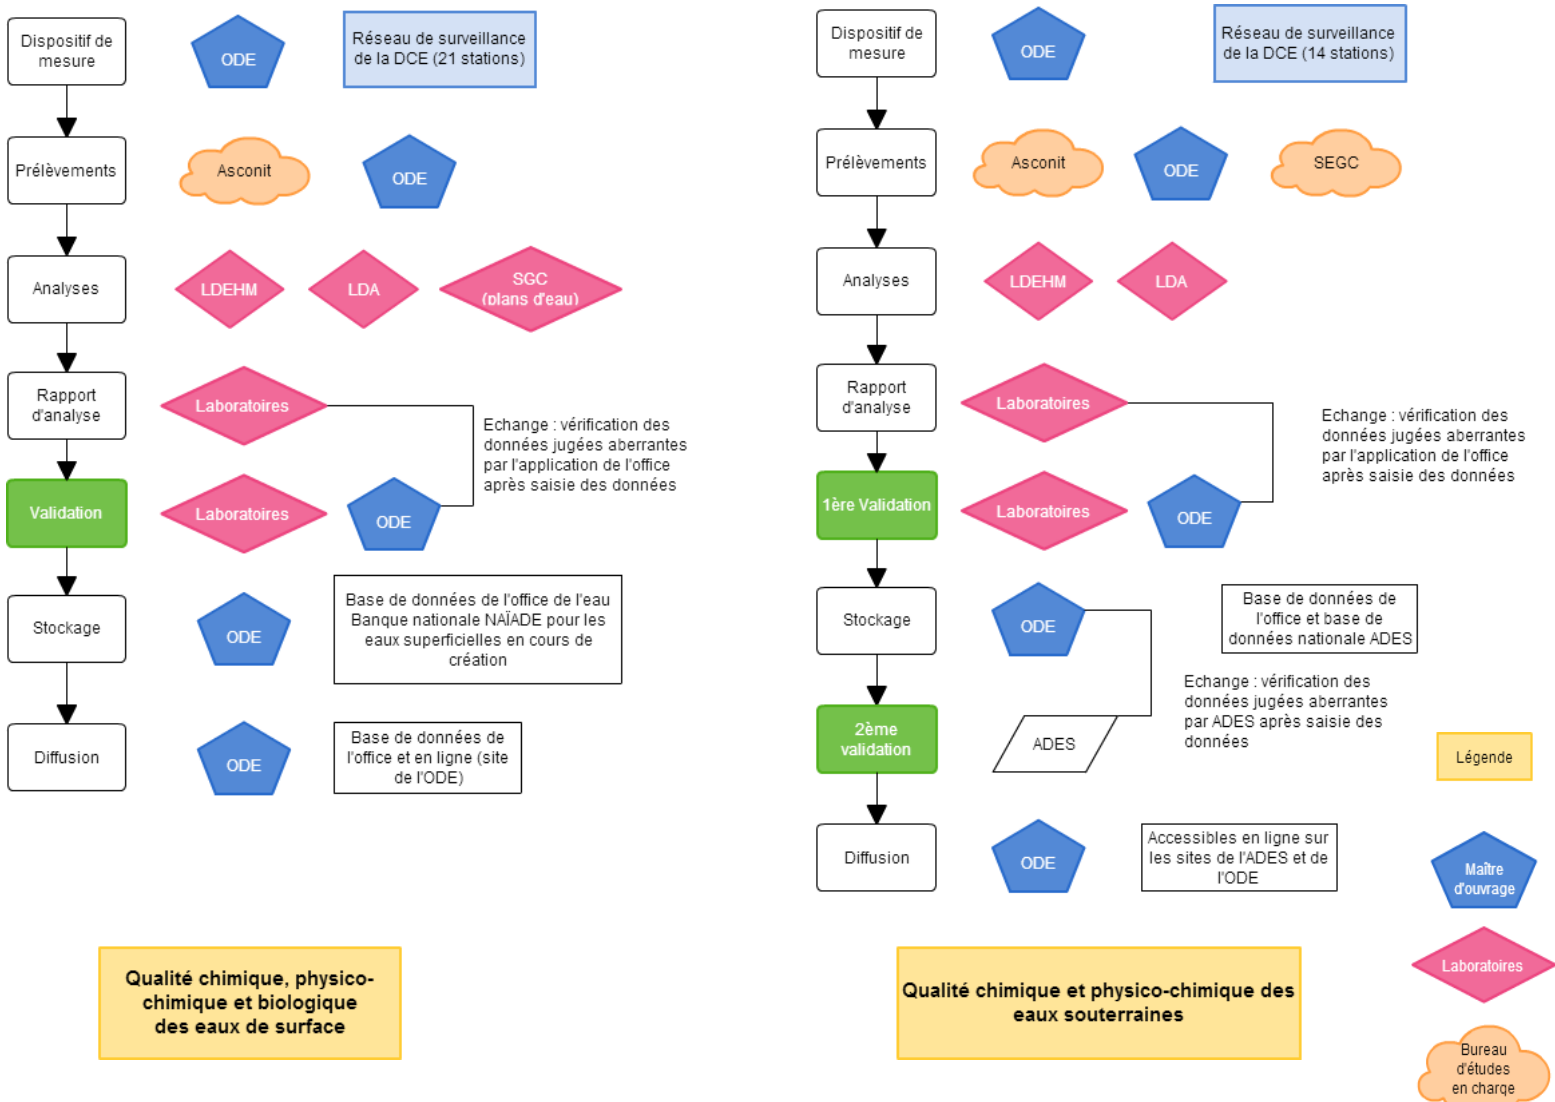 Dispositif de
mesure
ODE
Réseau de surveillance
de la DCE (21 stations)
Prélèvements
Asconit
ODE
Analyses
LDEHM
LDA
SGC
(plans d'eau)
Rapport
d'analyse
Laboratoires
Echange : vérification des
données jugées aberrantes
par l'application de l'office
après saisie des données
Validation
Laboratoires
ODE
Stockage
ODE
Base de données de l'office de l'eau
Banque nationale NAÏADE pour les
eaux superficielles en cours de
création
Diffusion
ODE
Base de données de
l'office et en ligne (site
de l'ODE)
Qualité chimique, physico-
chimique et biologique
des eaux de surface
Dispositif de
mesure
ODE
Réseau de surveillance
de la DCE (14 stations)
Prélèvements
Asconit
ODE
SEGC
Analyses
LDEHM
LDA
Rapport
d'analyse
Laboratoires
Echange : vérification des
données jugées aberrantes
par l'application de l'office
après saisie des données
1ère Validation
Laboratoires
ODE
Stockage
ODE
Base de données de
l'office et base de
données nationale ADES
Echange : vérification des
données jugées aberrantes
par ADES après saisie des
données
2ème
validation
ADES
Diffusion
ODE
Accessibles en ligne sur
les sites de l'ADES et de
l'ODE
Qualité chimique et physico-chimique des
eaux souterraines
Légende
Maître
d'ouvrage
Laboratoires
Bureau
d'études
en charge